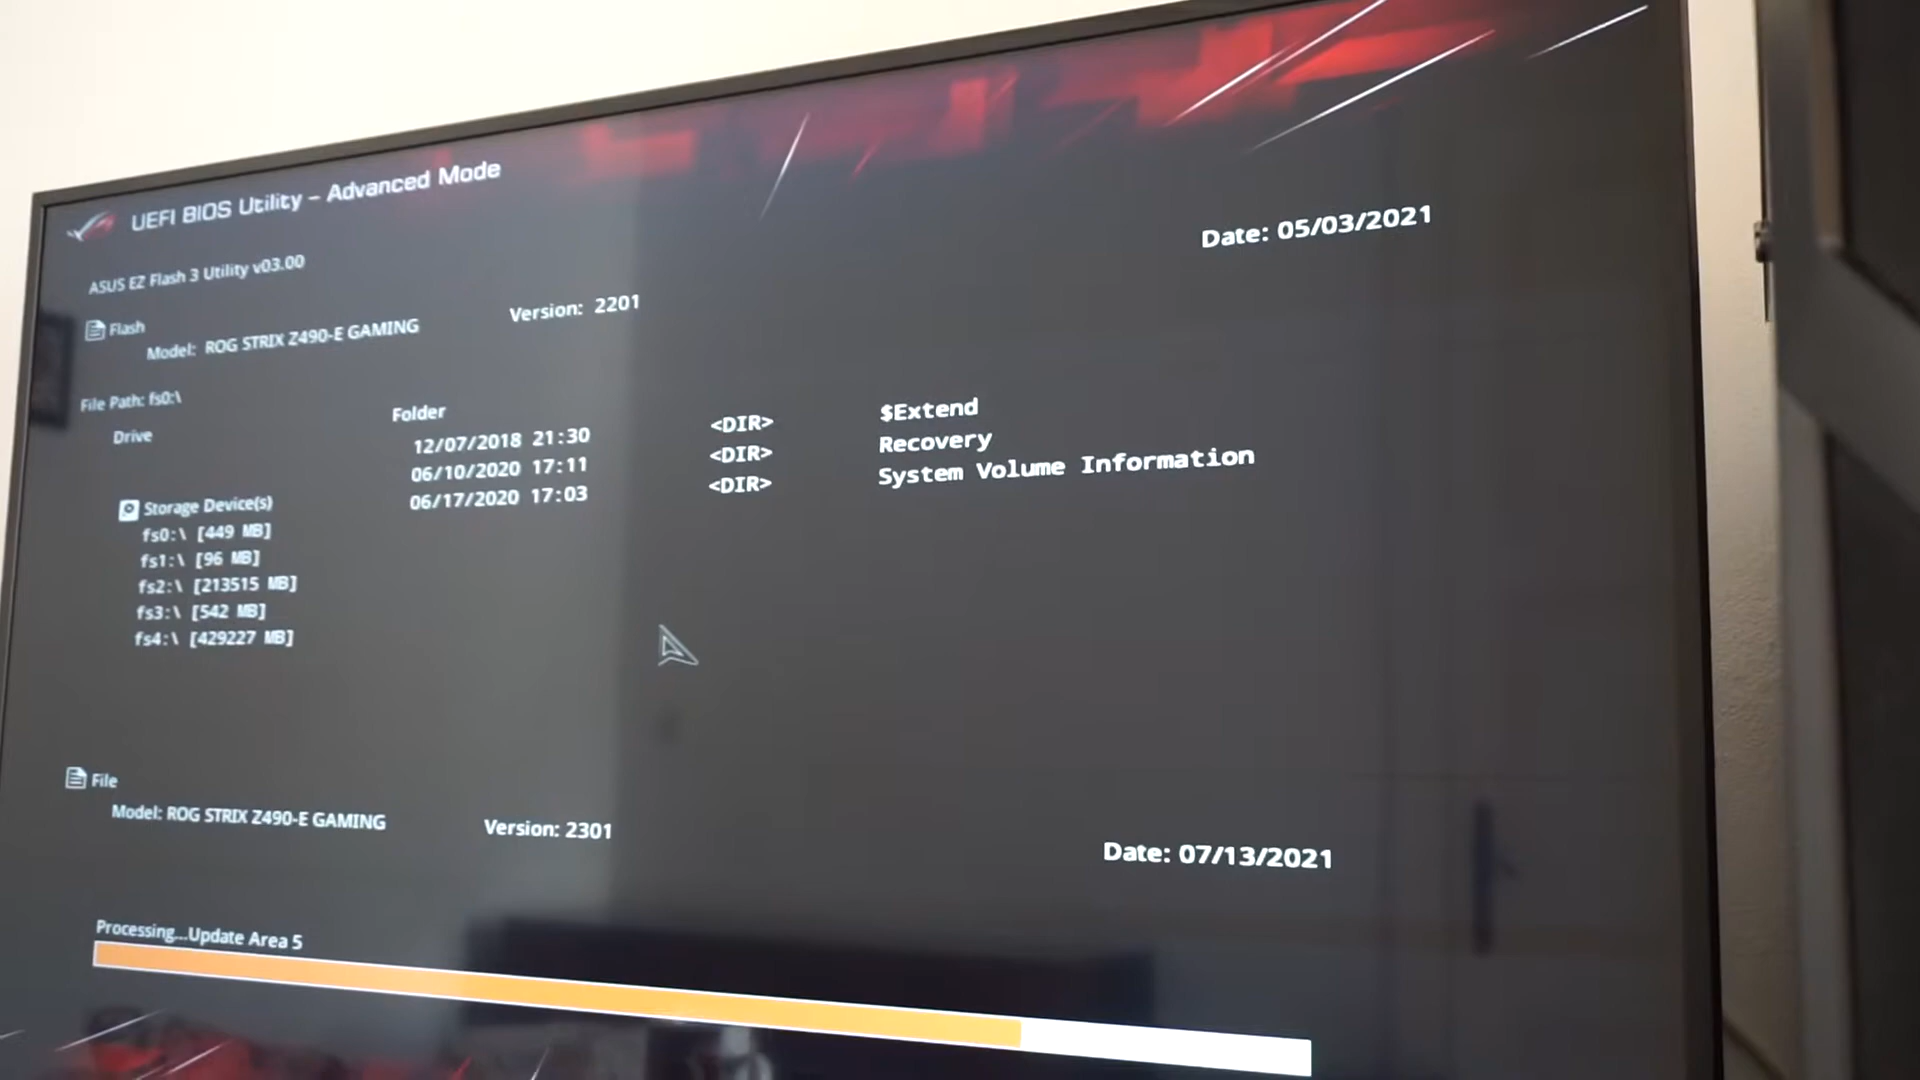 UEFI BIOS Utility – Advanced Mode
ASUS EZ Flash 3 Utility v03.00
Date: 05/03/2021
Flash
Model: ROG STRIX Z490-E GAMING Version: 2201
File Path: fs0:\
Drive
Folder
12/07/2018 21:30 <DIR> $Extend
06/10/2020 17:11 <DIR> Recovery
06/17/2020 17:03 <DIR> System Volume Information
Storage Device(s)
fs0:\ [449 MB]
fs1:\ [96 MB]
fs2:\ [213515 MB]
fs3:\ [542 MB]
fs4:\ [429227 MB]
File
Model: ROG STRIX Z490-E GAMING Version: 2301 Date: 07/13/2021
Processing...Update Area 5